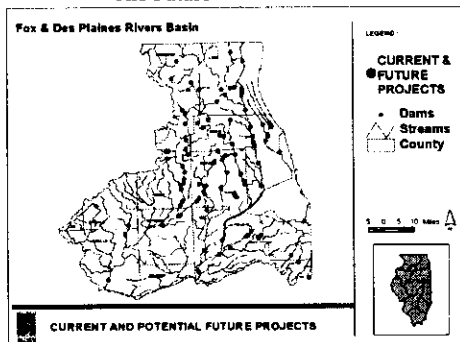 Fox & Des Plaines Rivers Basin
LEGEND
CURRENT &
FUTURE
PROJECTS
Dams
Streams
County
5 0 5 10 Miles
CURRENT AND POTENTIAL FUTURE PROJECTS